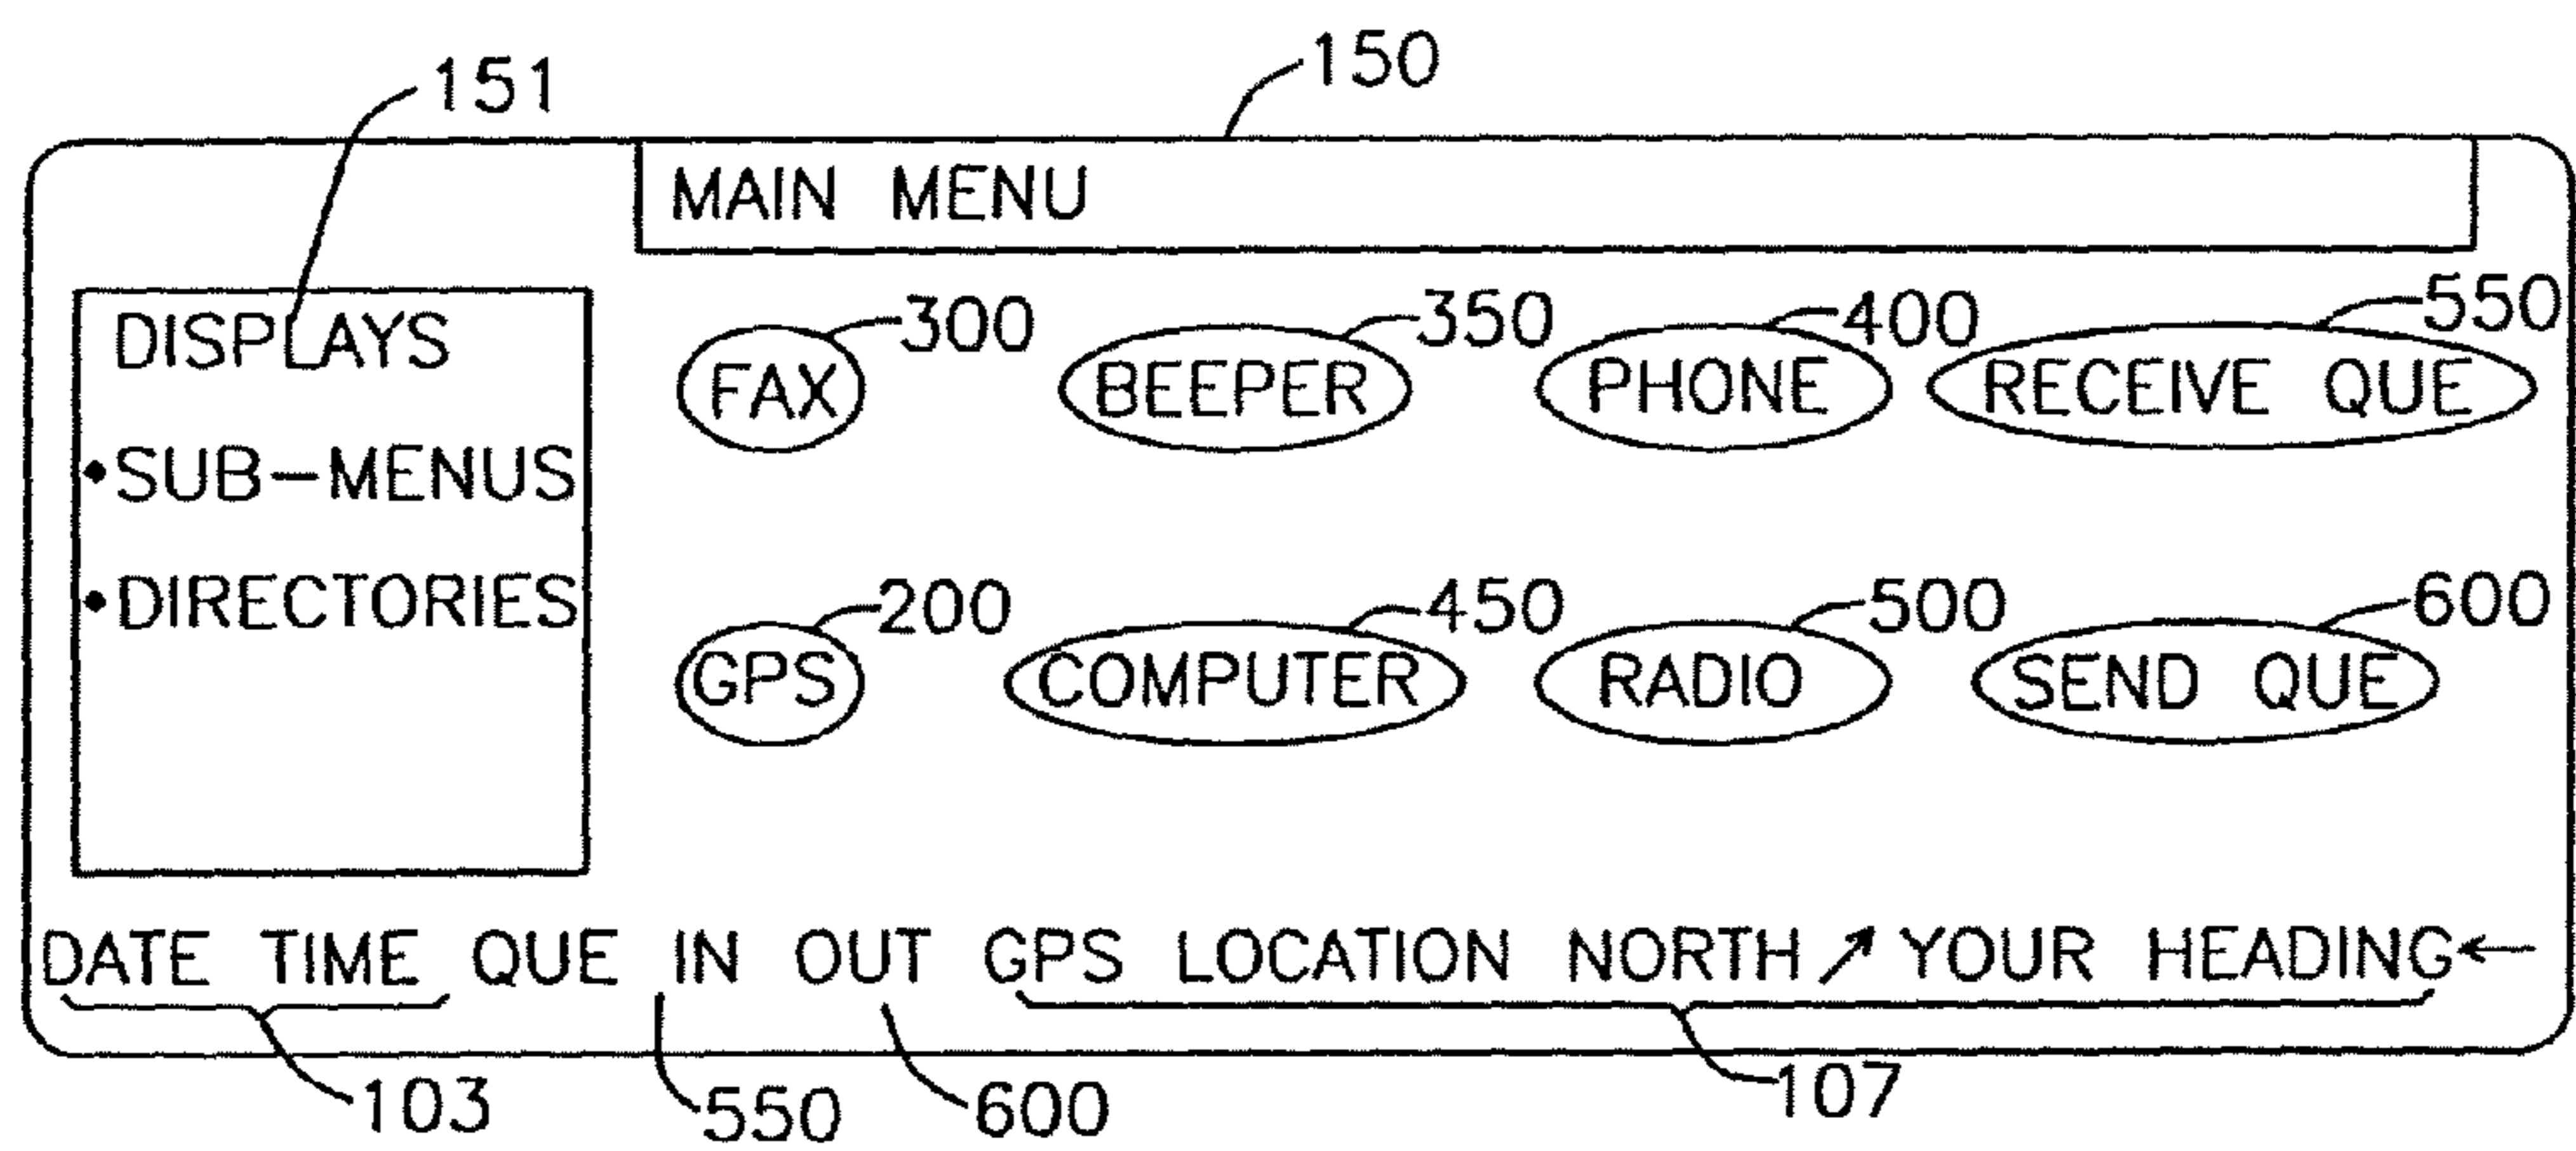 151
150
MAIN MENU
DISPLAYS
•SUB-MENUS
•DIRECTORIES
300
350
400
550
FAX
BEEPER
PHONE
RECEIVE QUE
200
450
500
600
GPS
COMPUTER
RADIO
SEND QUE
DATE TIME QUE IN OUT GPS LOCATION NORTH ↗ YOUR HEADING ←
103
550
600
107